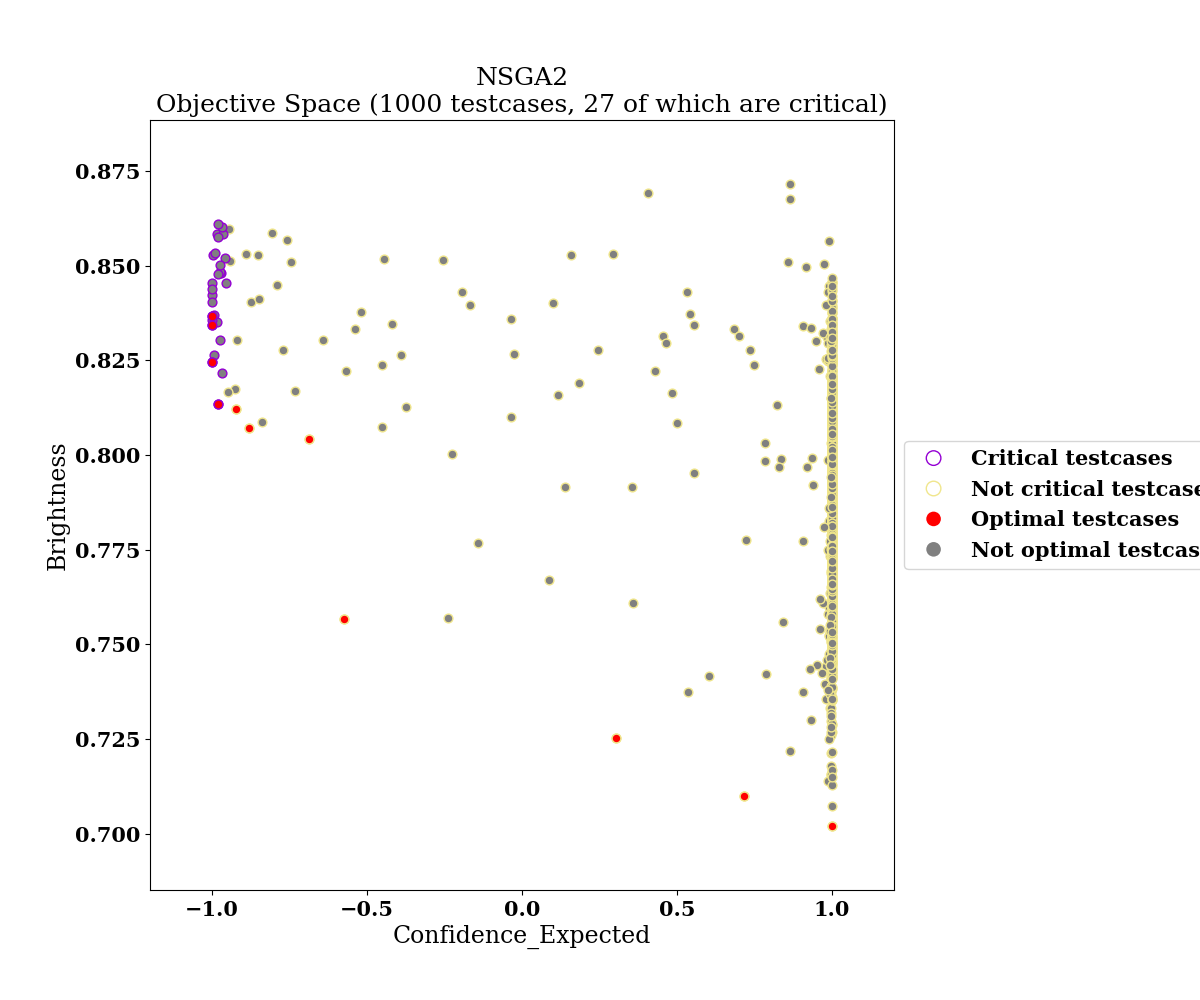 NSGA2
Objective Space (1000 testcases, 27 of which are critical)
0.875
0.850
0.825
0.800
0.775
0.750
0.725
0.700
Brightness
−1.0 −0.5 0.0 0.5 1.0
Confidence_Expected
Critical testcases
Not critical testcase
Optimal testcases
Not optimal testcas